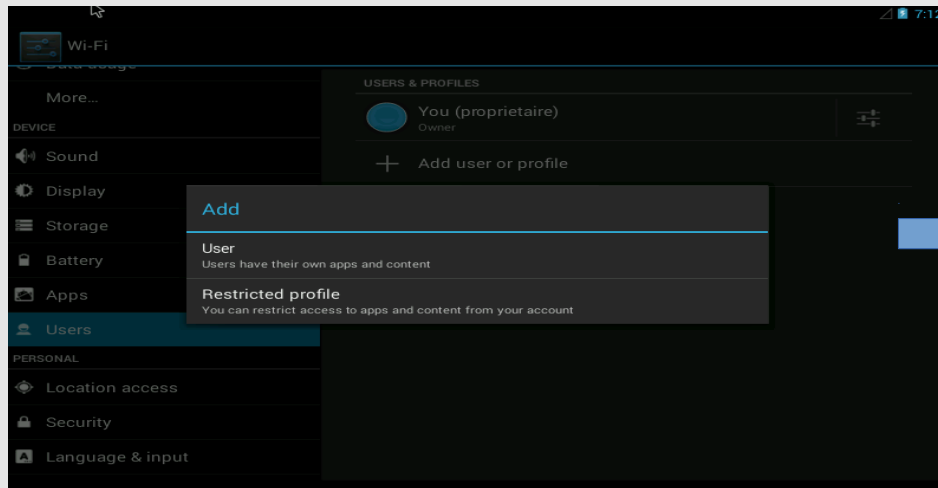 7:12
Wi-Fi
Data usage
More...
DEVICE
Sound
Display
Storage
Battery
Apps
Users
PERSONAL
Location access
Security
Language & input
USERS & PROFILES
You (proprietaire)
Owner
Add user or profile
Add
User
Users have their own apps and content
Restricted profile
You can restrict access to apps and content from your account